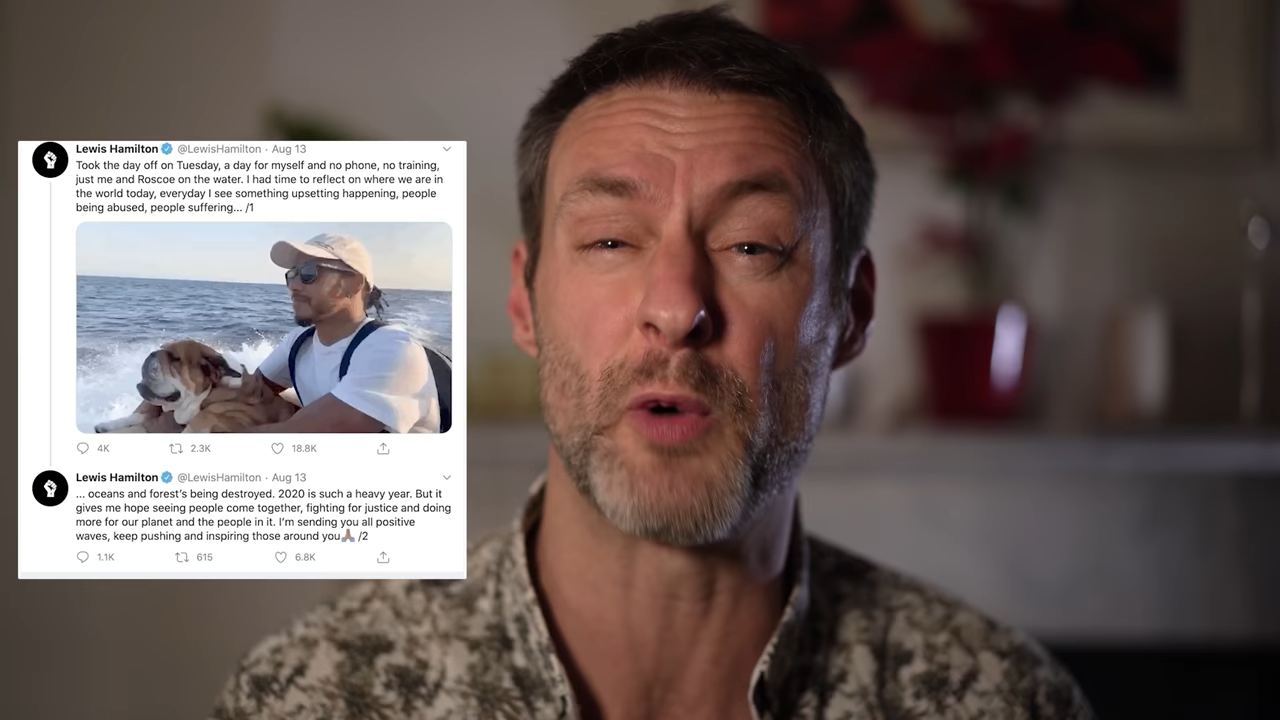 Lewis Hamilton @LewisHamilton · Aug 13
Took the day off on Tuesday, a day for myself and no phone, no training,
just me and Roscoe on the water. I had time to reflect on where we are in
the world today, everyday I see something upsetting happening, people
being abused, people suffering... /1
4K 2.3K 18.8K
Lewis Hamilton @LewisHamilton · Aug 13
... oceans and forest's being destroyed. 2020 is such a heavy year. But it
gives me hope seeing people come together, fighting for justice and doing
more for our planet and the people in it. I'm sending you all positive
waves, keep pushing and inspiring those around you🙏🏽 /2
1.1K 615 6.8K